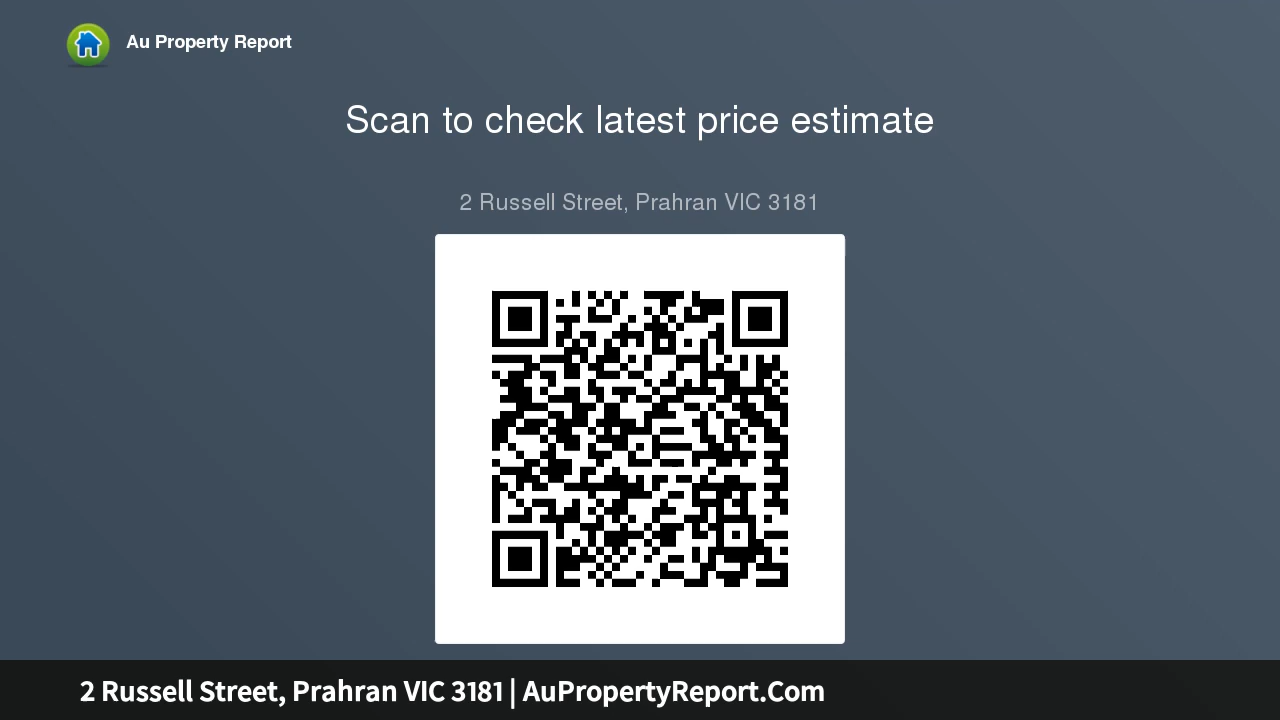 Au Property Report
Scan to check latest price estimate
2 Russell Street, Prahran VIC 3181
2 Russell Street, Prahran VIC 3181 | AuPropertyReport.Com